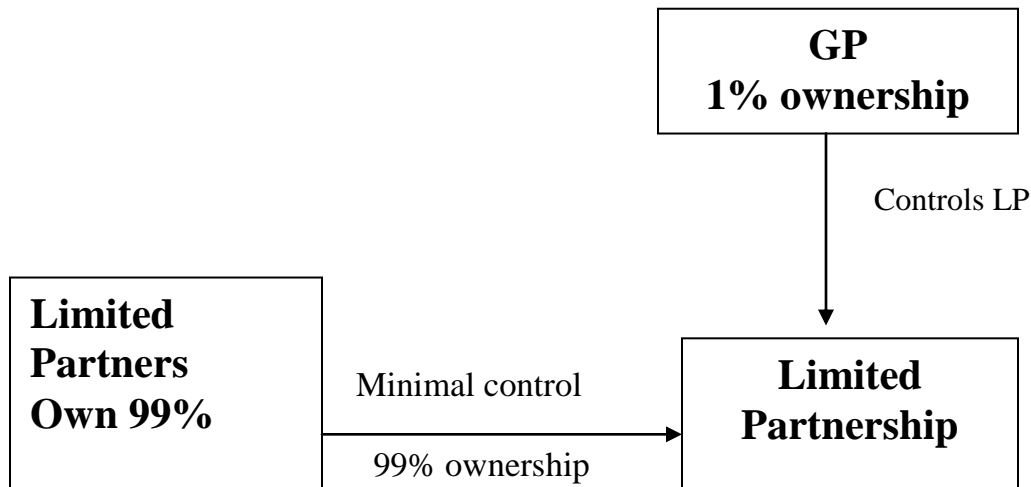 GP
1% ownership
Controls LP
Limited
Partners
Own 99%
Minimal control
99% ownership
Limited
Partnership